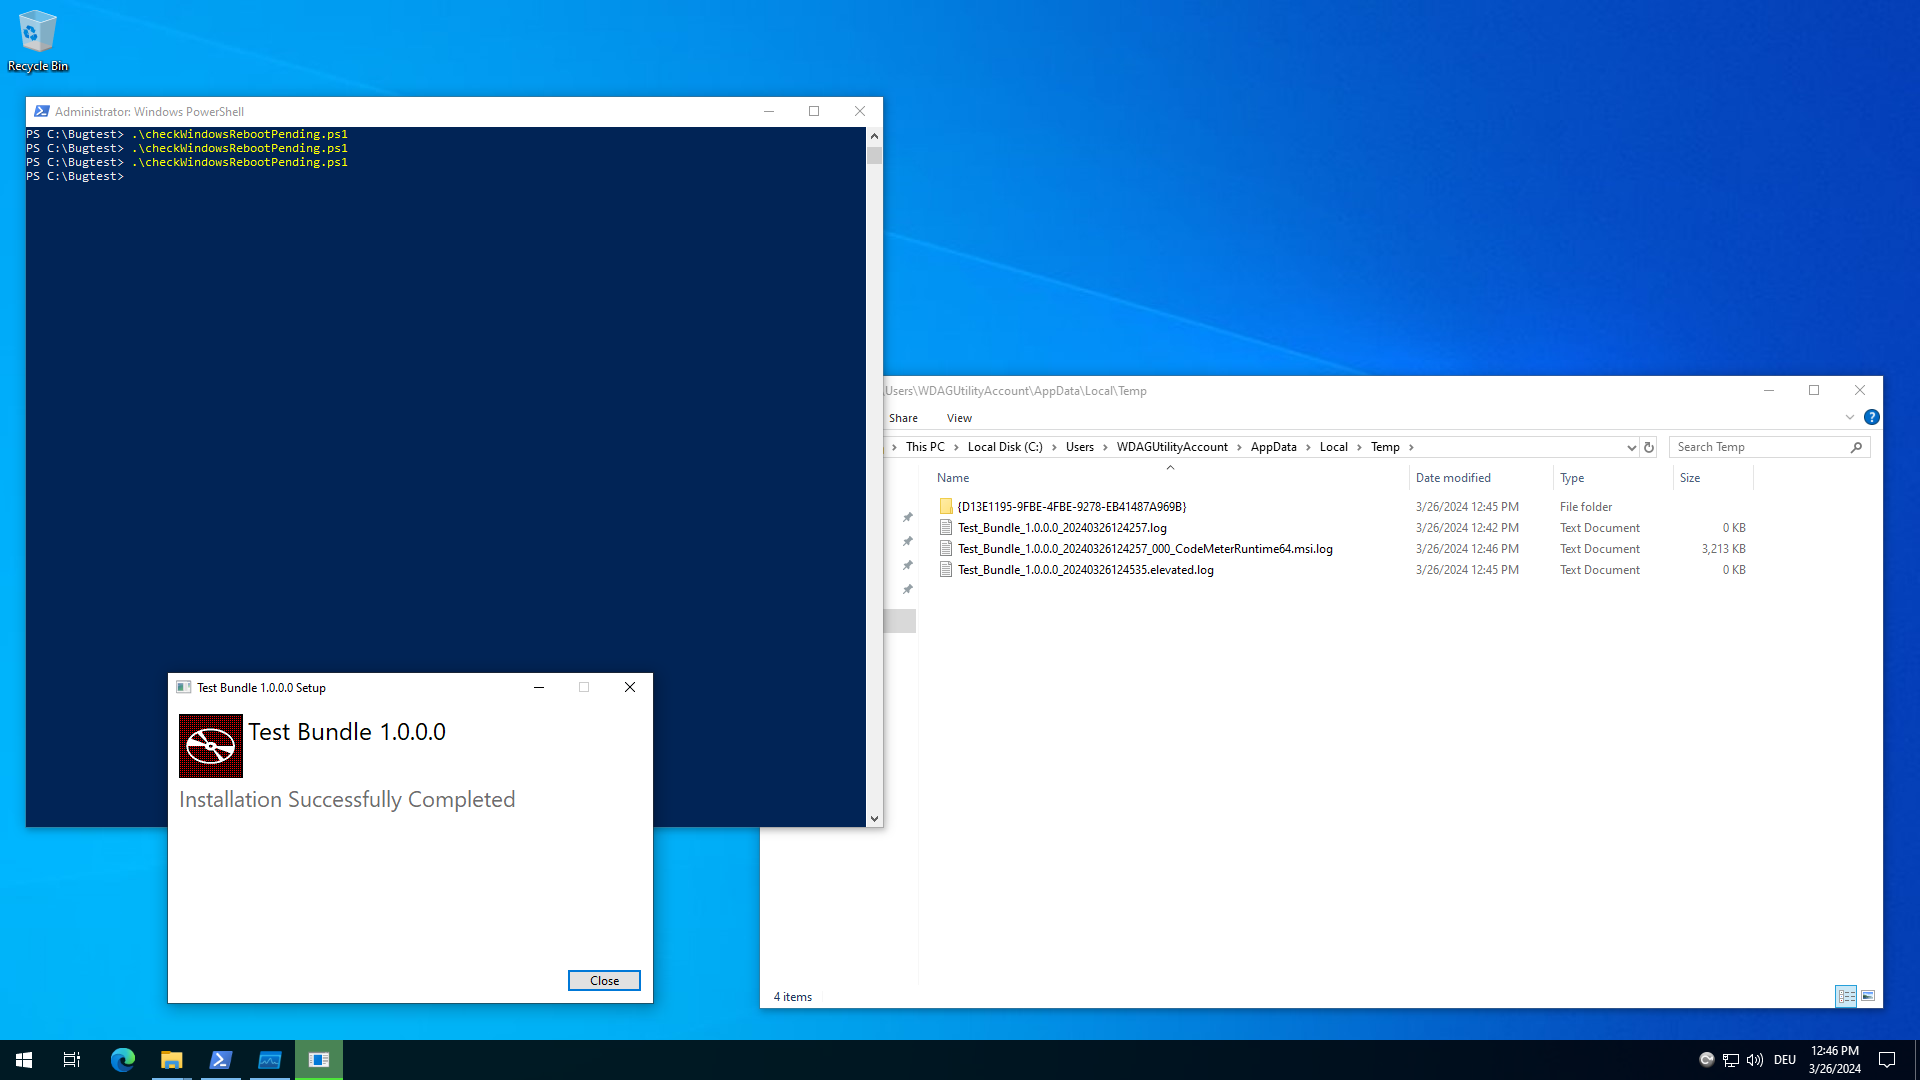 Recycle Bin
Administrator: Windows PowerShell
PS C:\Bugtest> .\checkWindowsRebootPending.ps1
PS C:\Bugtest> .\checkWindowsRebootPending.ps1
PS C:\Bugtest> .\checkWindowsRebootPending.ps1
PS C:\Bugtest>
\Users\WDAGUtilityAccount\AppData\Local\Temp
Share View
This PC Local Disk (C:) Users WDAGUtilityAccount AppData Local Temp Search Temp
Name Date modified Type Size
{D13E1195-9FBE-4FBE-9278-EB41487A969B} 3/26/2024 12:45 PM File folder
Test_Bundle_1.0.0.0_20240326124257.log 3/26/2024 12:42 PM Text Document 0 KB
Test_Bundle_1.0.0.0_20240326124257_000_CodeMeterRuntime64.msi.log 3/26/2024 12:46 PM Text Document 3,213 KB
Test_Bundle_1.0.0.0_20240326124535.elevated.log 3/26/2024 12:45 PM Text Document 0 KB
4 items
Test Bundle 1.0.0.0 Setup
Test Bundle 1.0.0.0
Installation Successfully Completed
Close
DEU
12:46 PM
3/26/2024